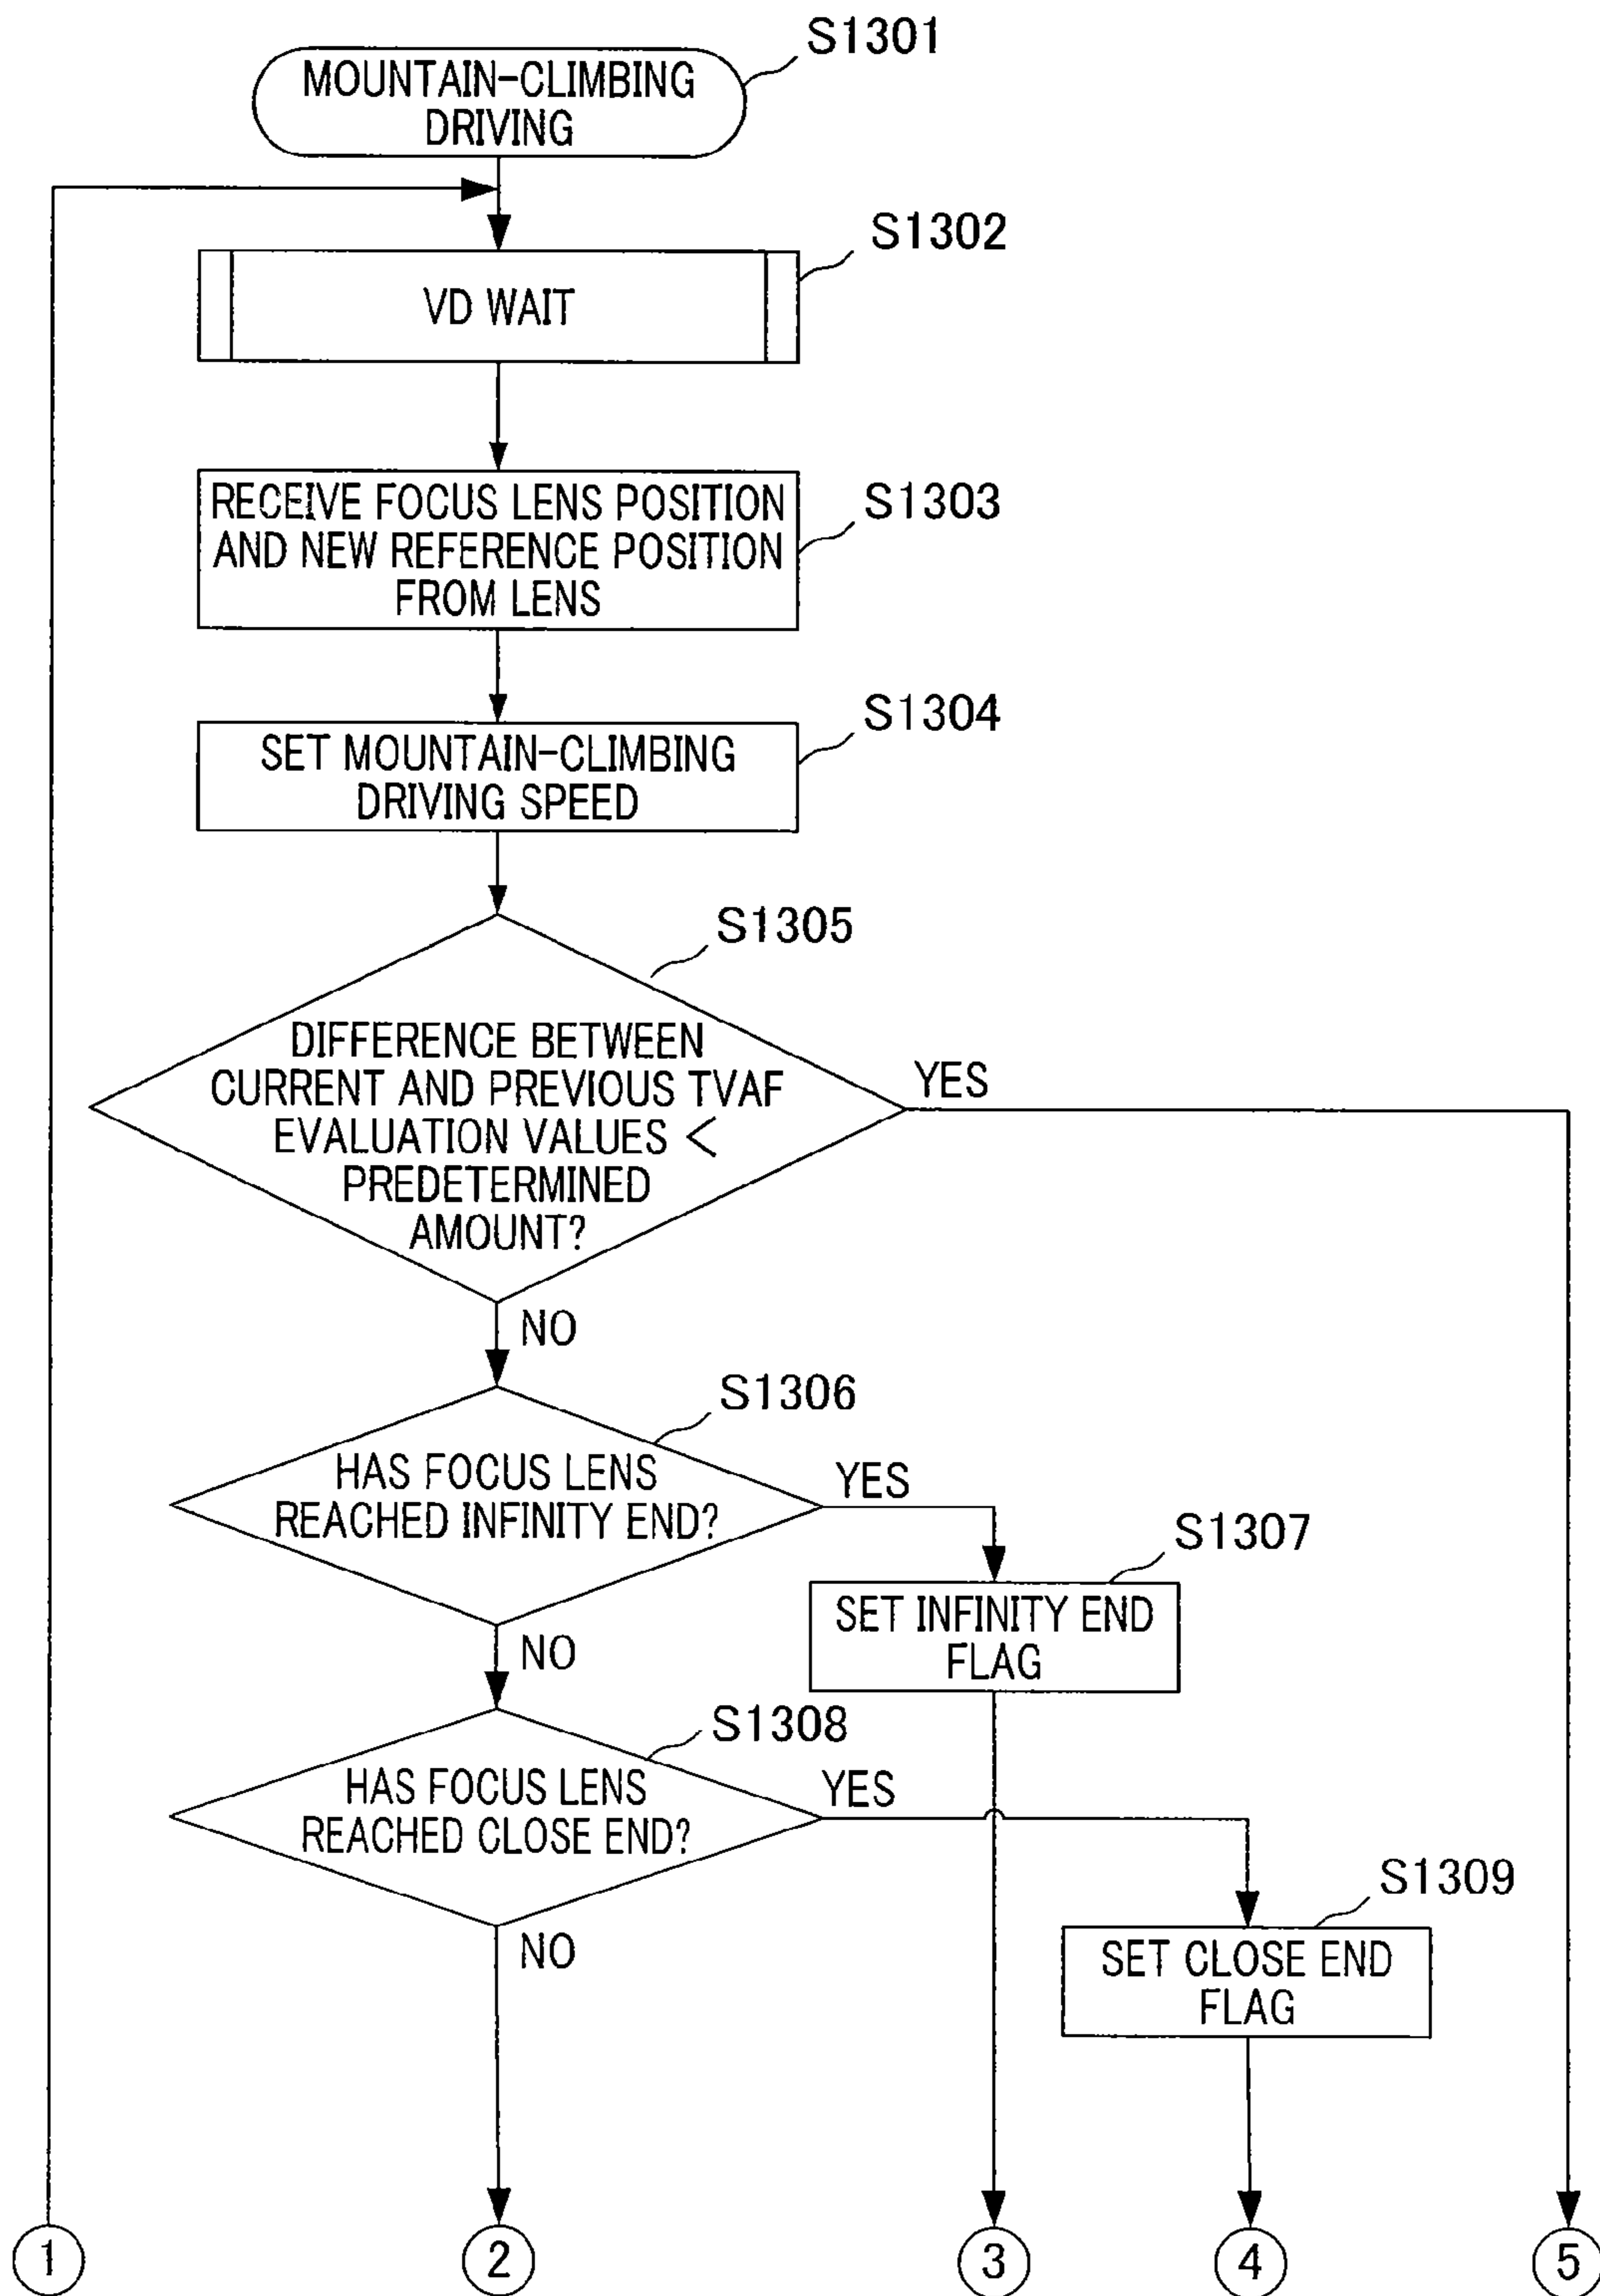 S1301
MOUNTAIN-CLIMBING
DRIVING
S1302
VD WAIT
S1303
RECEIVE FOCUS LENS POSITION
AND NEW REFERENCE POSITION
FROM LENS
S1304
SET MOUNTAIN-CLIMBING
DRIVING SPEED
S1305
DIFFERENCE BETWEEN
CURRENT AND PREVIOUS TVAF
EVALUATION VALUES <
PREDETERMINED
AMOUNT?
YES
NO
S1306
HAS FOCUS LENS
REACHED INFINITY END?
YES
NO
S1307
SET INFINITY END
FLAG
S1308
HAS FOCUS LENS
REACHED CLOSE END?
YES
NO
S1309
SET CLOSE END
FLAG
1
2
3
4
5